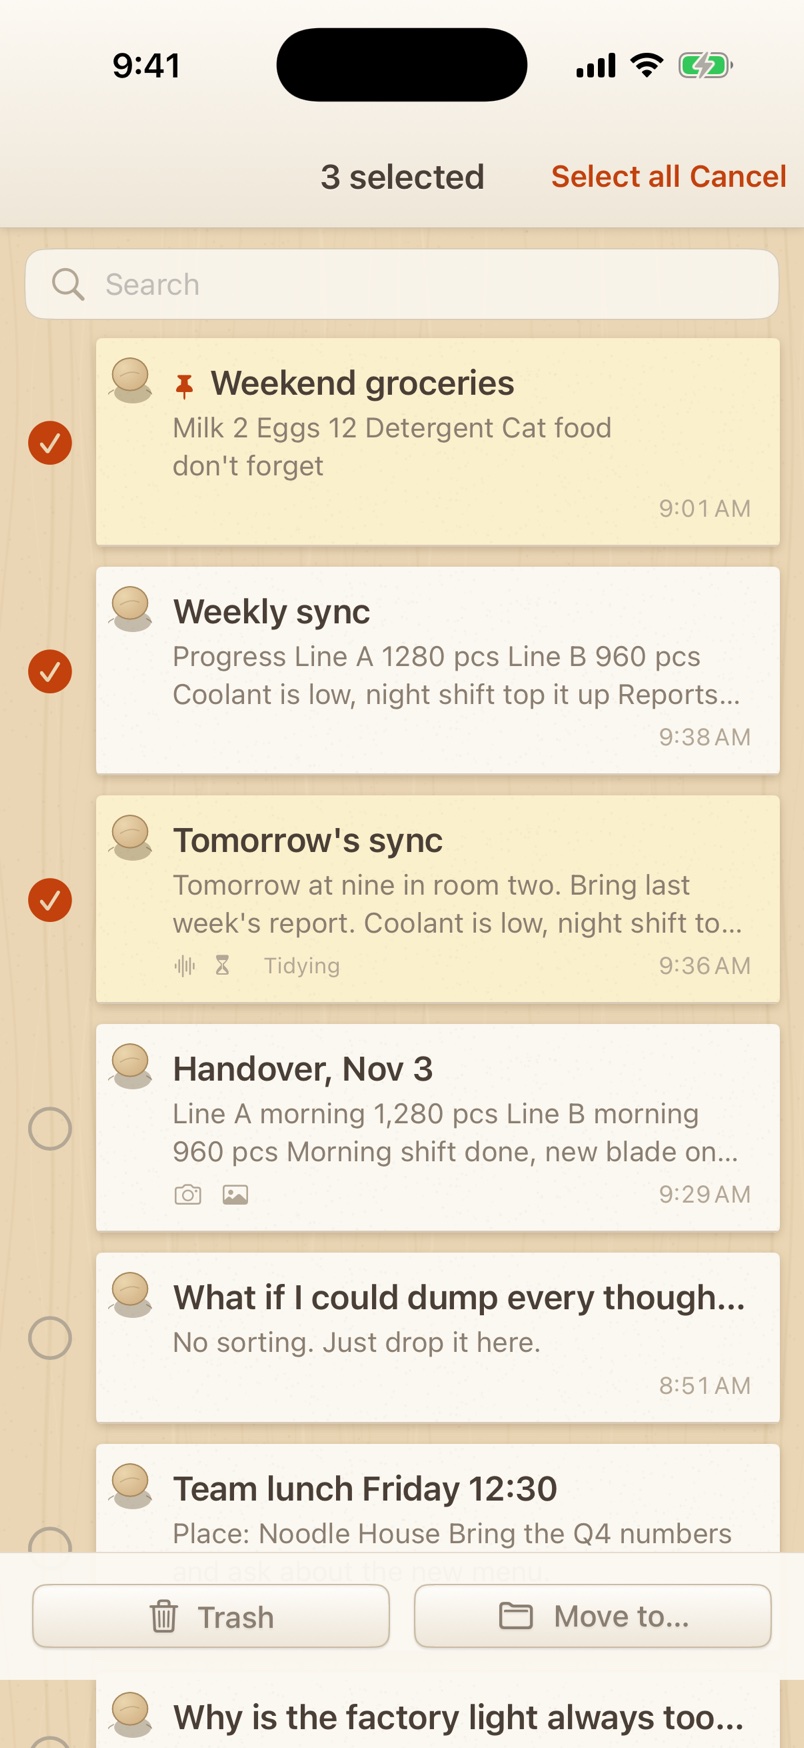 9:41
3 selected
Select all Cancel
Search
Weekend groceries
Milk 2 Eggs 12 Detergent Cat food
don't forget
9:01 AM
Weekly sync
Progress Line A 1280 pcs Line B 960 pcs
Coolant is low, night shift top it up Reports...
9:38 AM
Tomorrow's sync
Tomorrow at nine in room two. Bring last
week's report. Coolant is low, night shift to...
Tidying
9:36 AM
Handover, Nov 3
Line A morning 1,280 pcs Line B morning
960 pcs Morning shift done, new blade on...
9:29 AM
What if I could dump every though...
No sorting. Just drop it here.
8:51 AM
Team lunch Friday 12:30
Place: Noodle House Bring the Q4 numbers
and ask about the new menu.
Trash
Move to...
Why is the factory light always too...